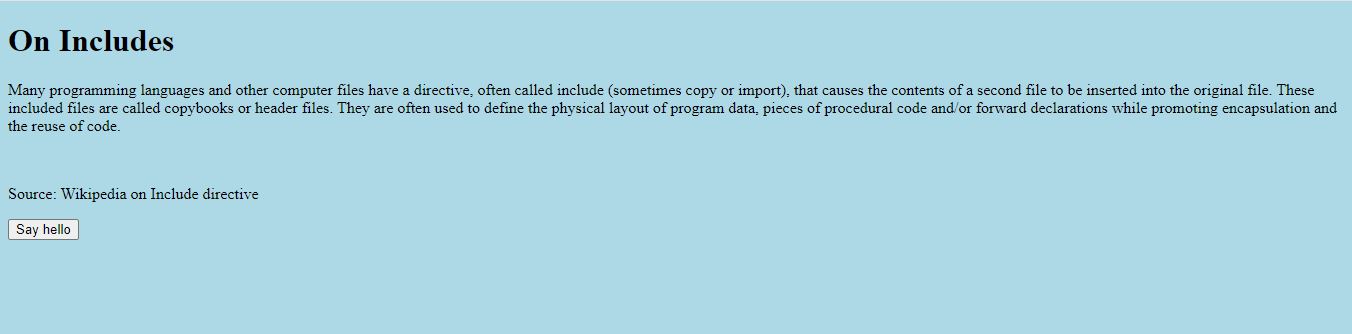 On Includes
Many programming languages and other computer files have a directive, often called include (sometimes copy or import), that causes the contents of a second file to be inserted into the original file. These
included files are called copybooks or header files. They are often used to define the physical layout of program data, pieces of procedural code and/or forward declarations while promoting encapsulation and
the reuse of code.
Source: Wikipedia on Include directive
Say hello